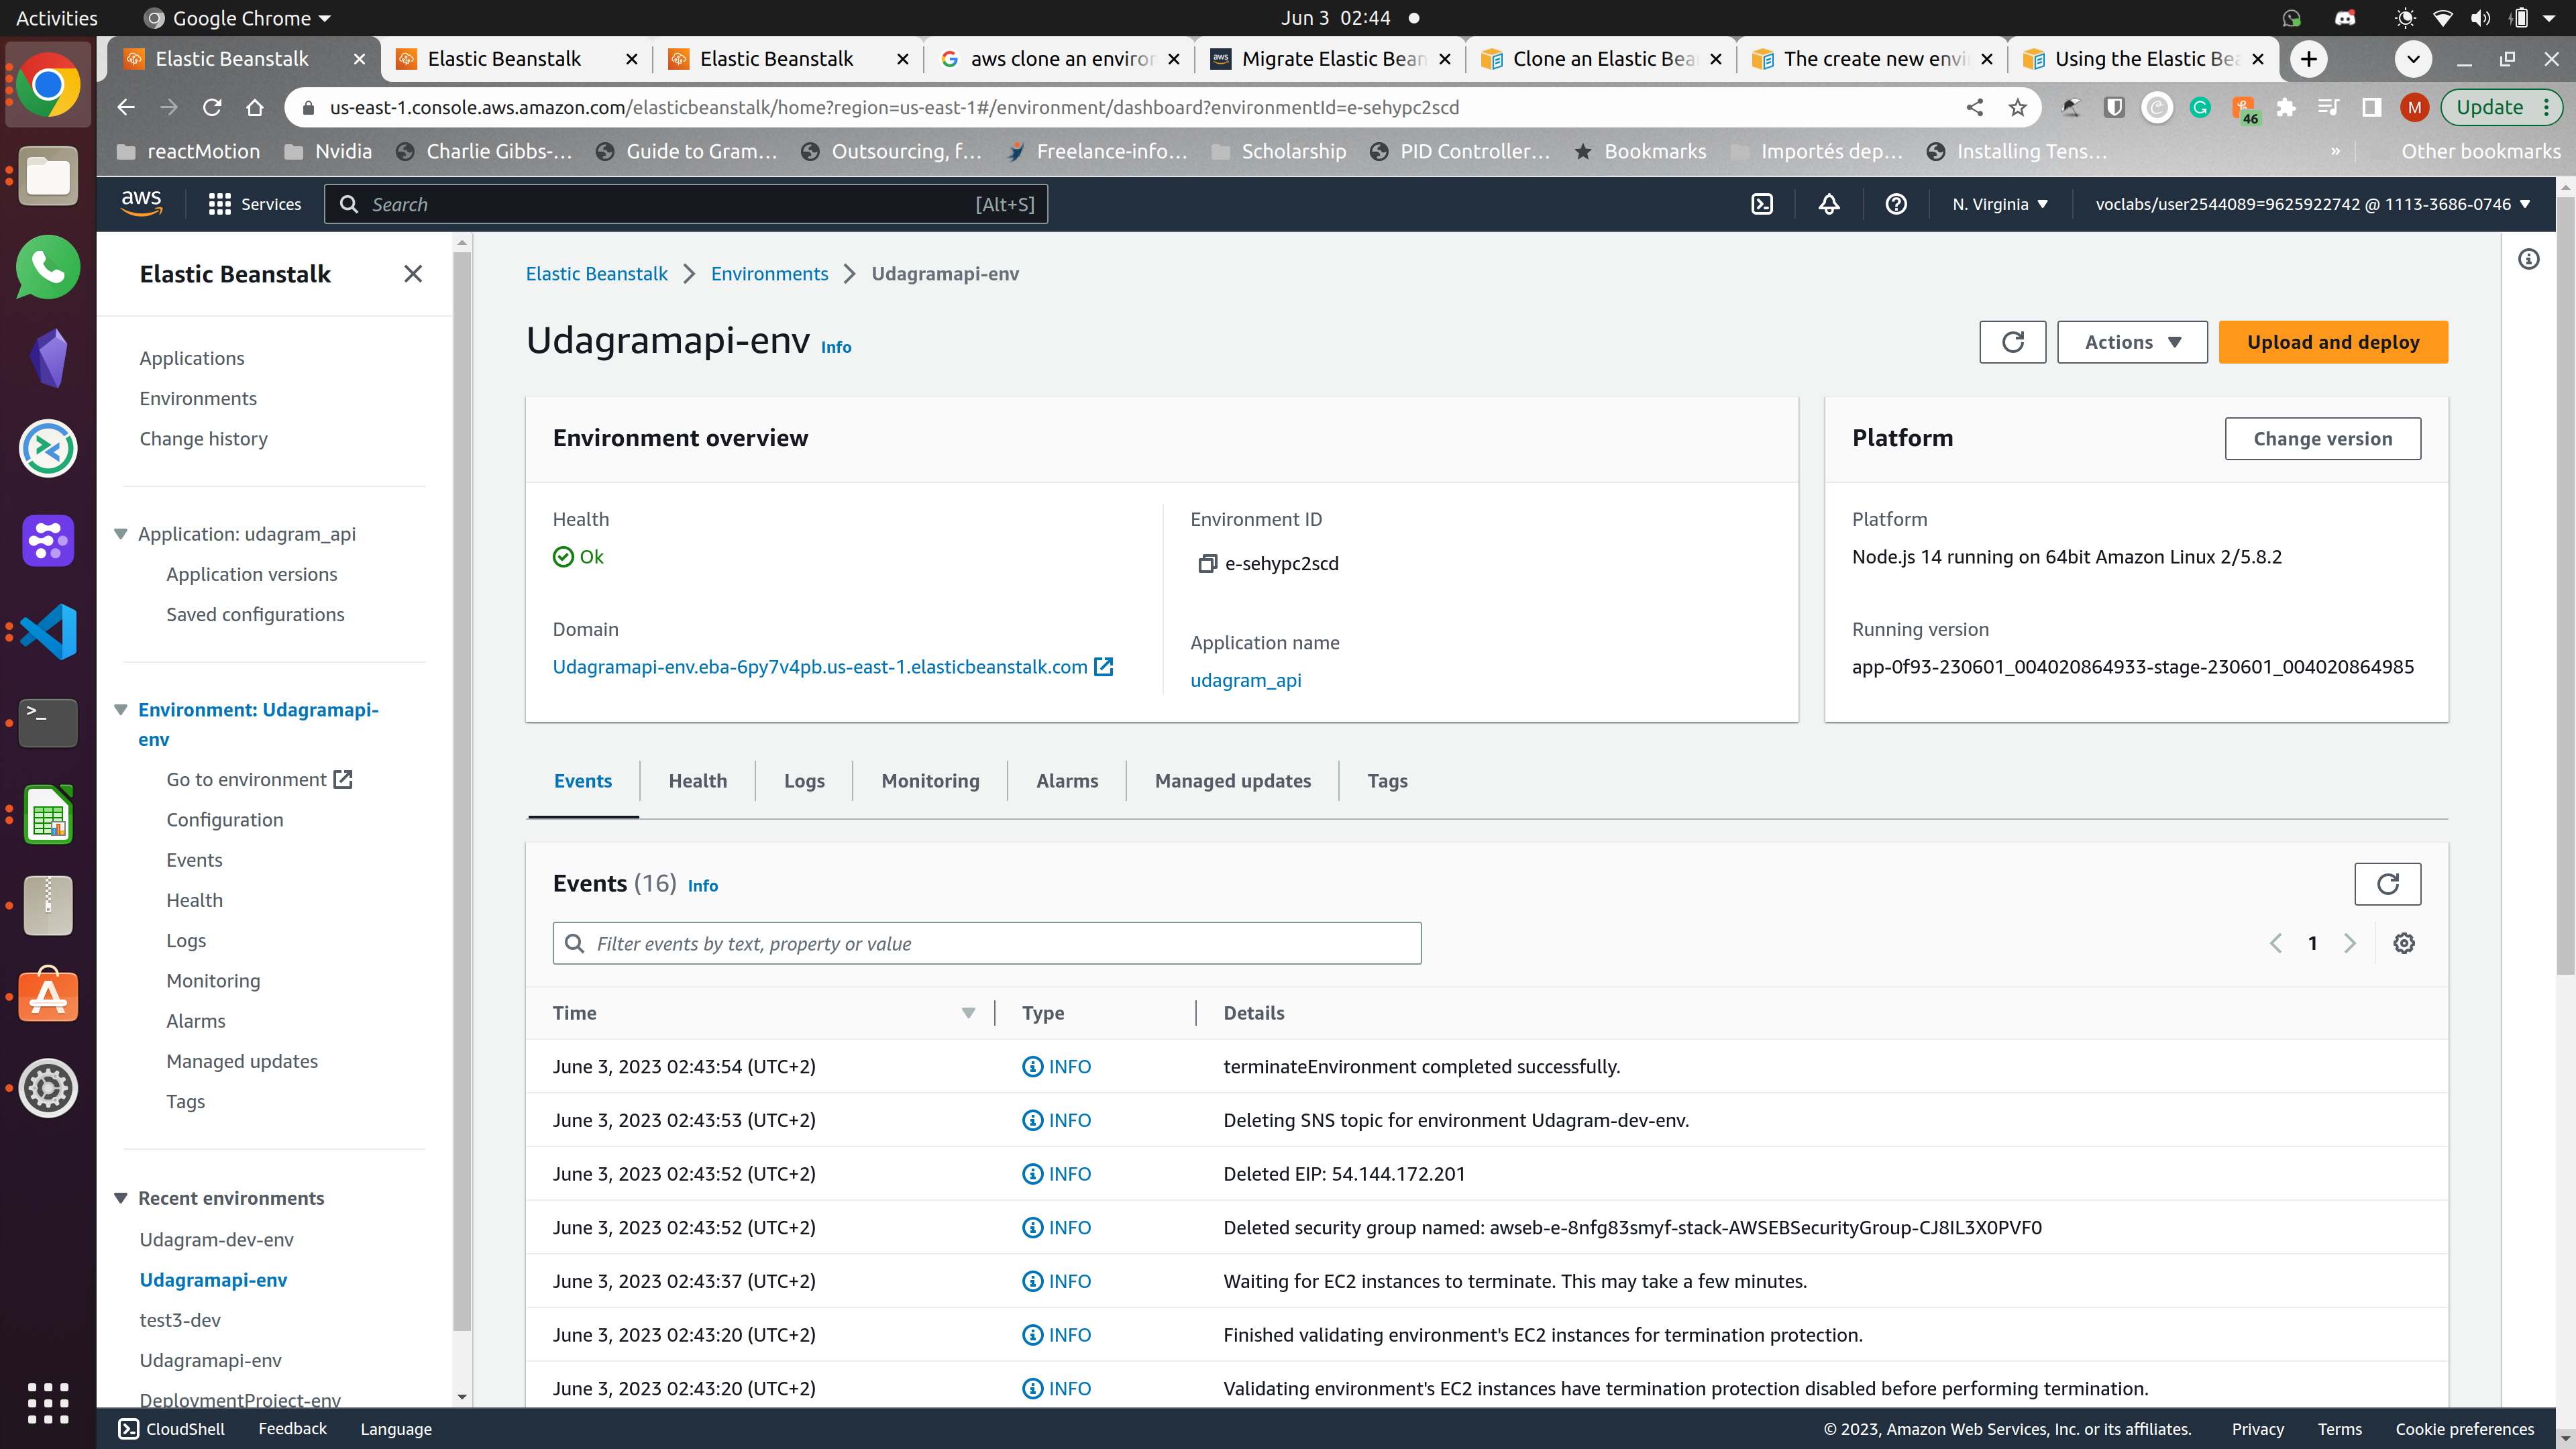 Activities
Google Chrome
Jun 3 02:44
Elastic Beanstalk
Elastic Beanstalk
Elastic Beanstalk
aws clone an environ
Migrate Elastic Bean
Clone an Elastic Bea
The create new envi
Using the Elastic Bea
us-east-1.console.aws.amazon.com/elasticbeanstalk/home?region=us-east-1#/environment/dashboard?environmentId=e-sehypc2scd
46
M
Update
reactMotion
Nvidia
Charlie Gibbs-...
Guide to Gram...
Outsourcing, f...
Freelance-info...
Scholarship
PID Controller...
Bookmarks
Importés dep...
Installing Tens...
»
Other bookmarks
aws
Services
Search
[Alt+S]
N. Virginia
voclabs/user2544089=9625922742 @ 1113-3686-0746
Elastic Beanstalk
Applications
Environments
Change history
Application: udagram_api
Application versions
Saved configurations
Environment: Udagramapi-
env
Go to environment
Configuration
Events
Health
Logs
Monitoring
Alarms
Managed updates
Tags
Recent environments
Udagram-dev-env
Udagramapi-env
test3-dev
Udagramapi-env
DeploymentProject-env
Elastic Beanstalk
Environments
Udagramapi-env
Udagramapi-env Info
Actions
Upload and deploy
Environment overview
Health
Ok
Domain
Udagramapi-env.eba-6py7v4pb.us-east-1.elasticbeanstalk.com
Environment ID
e-sehypc2scd
Application name
udagram_api
Platform
Change version
Platform
Node.js 14 running on 64bit Amazon Linux 2/5.8.2
Running version
app-0f93-230601_004020864933-stage-230601_004020864985
Events
Health
Logs
Monitoring
Alarms
Managed updates
Tags
Events (16) Info
Filter events by text, property or value
1
Time Type Details
June 3, 2023 02:43:54 (UTC+2) INFO terminateEnvironment completed successfully.
June 3, 2023 02:43:53 (UTC+2) INFO Deleting SNS topic for environment Udagram-dev-env.
June 3, 2023 02:43:52 (UTC+2) INFO Deleted EIP: 54.144.172.201
June 3, 2023 02:43:52 (UTC+2) INFO Deleted security group named: awseb-e-8nfg83smyf-stack-AWSEBSecurityGroup-CJ8IL3X0PVF0
June 3, 2023 02:43:37 (UTC+2) INFO Waiting for EC2 instances to terminate. This may take a few minutes.
June 3, 2023 02:43:20 (UTC+2) INFO Finished validating environment's EC2 instances for termination protection.
June 3, 2023 02:43:20 (UTC+2) INFO Validating environment's EC2 instances have termination protection disabled before performing termination.
CloudShell
Feedback
Language
© 2023, Amazon Web Services, Inc. or its affiliates.
Privacy
Terms
Cookie preferences